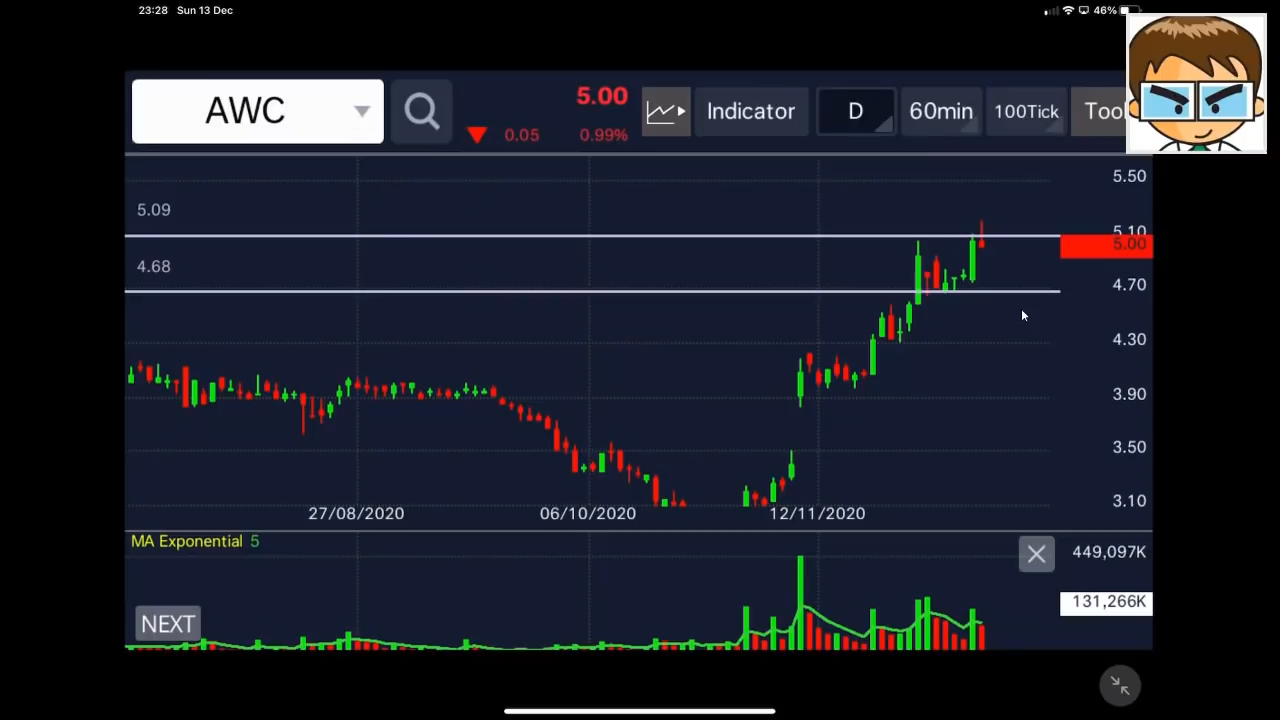 23:28 Sun 13 Dec
46%
AWC
5.00
0.05 0.99%
Indicator
D
60min
100Tick
Tool
5.50
5.09
5.10
5.00
4.68
4.70
4.30
3.90
3.50
3.10
27/08/2020 06/10/2020 12/11/2020
MA Exponential 5
449,097K
131,266K
NEXT